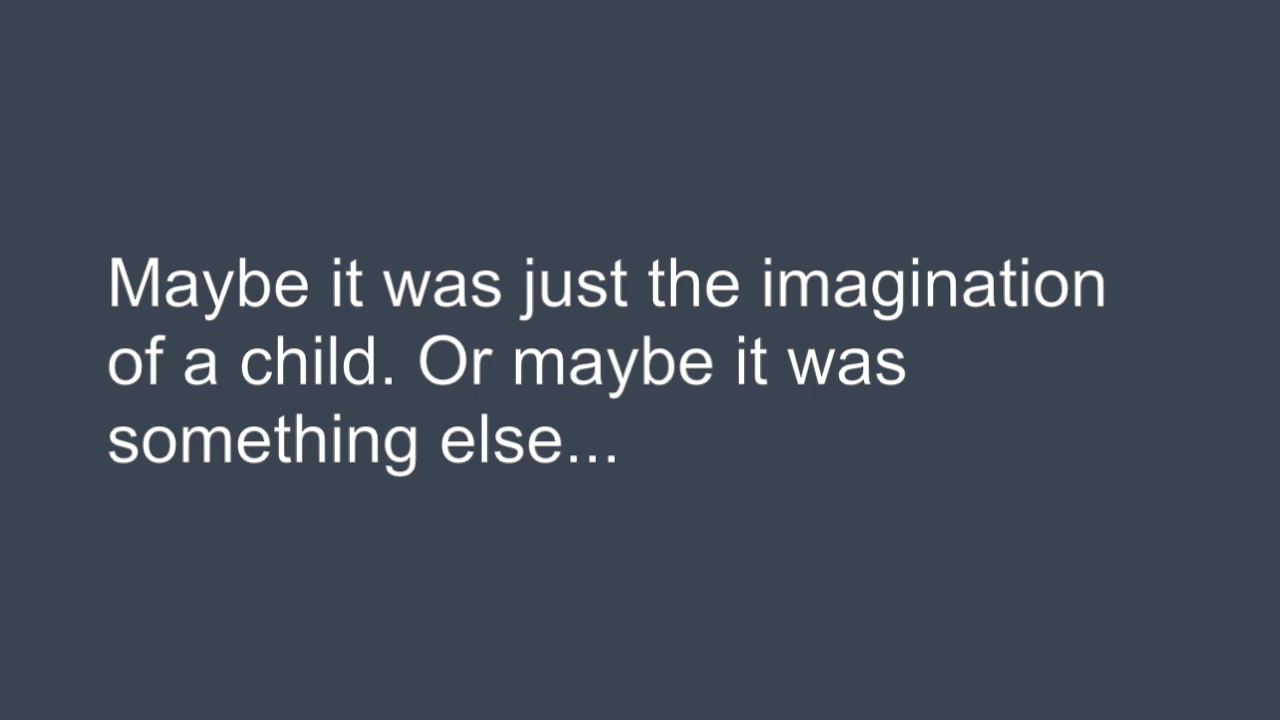 Maybe it was just the imagination
of a child. Or maybe it was
something else...